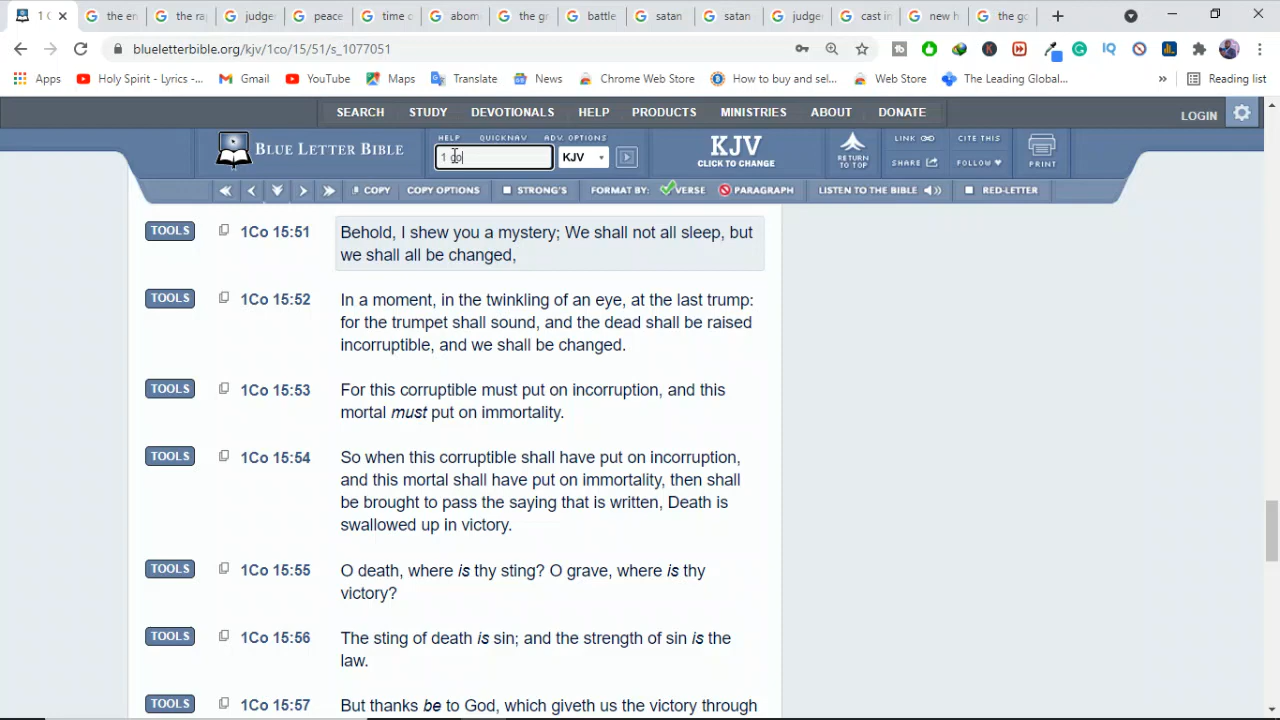 1 C
the en
the ra
judge
peace
time o
boom
the gr
battle
satan
satan
judge
cast in
new h
the go
blueletterbible.org/kjv/1co/15/51/s_1077051
Apps
Holy Spirit - Lyrics -...
Gmail
YouTube
Maps
Translate
News
Chrome Web Store
How to buy and sel...
Web Store
The Leading Global...
»
Reading list
SEARCH
STUDY
DEVOTIONALS
HELP
PRODUCTS
MINISTRIES
ABOUT
DONATE
LOGIN
BLUE LETTER BIBLE
HELP
QUICKNAV
ADV. OPTIONS
1 co
KJV
KJV
CLICK TO CHANGE
RETURN
TO TOP
LINK
CITE THIS
SHARE
FOLLOW
PRINT
COPY
COPY OPTIONS
STRONG'S
FORMAT BY:
VERSE
PARAGRAPH
LISTEN TO THE BIBLE
RED-LETTER
TOOLS
1Co 15:51
Behold, I shew you a mystery; We shall not all sleep, but
we shall all be changed,
TOOLS
1Co 15:52
In a moment, in the twinkling of an eye, at the last trump:
for the trumpet shall sound, and the dead shall be raised
incorruptible, and we shall be changed.
TOOLS
1Co 15:53
For this corruptible must put on incorruption, and this
mortal must put on immortality.
TOOLS
1Co 15:54
So when this corruptible shall have put on incorruption,
and this mortal shall have put on immortality, then shall
be brought to pass the saying that is written, Death is
swallowed up in victory.
TOOLS
1Co 15:55
O death, where is thy sting? O grave, where is thy
victory?
TOOLS
1Co 15:56
The sting of death is sin; and the strength of sin is the
law.
TOOLS
1Co 15:57
But thanks be to God, which giveth us the victory through